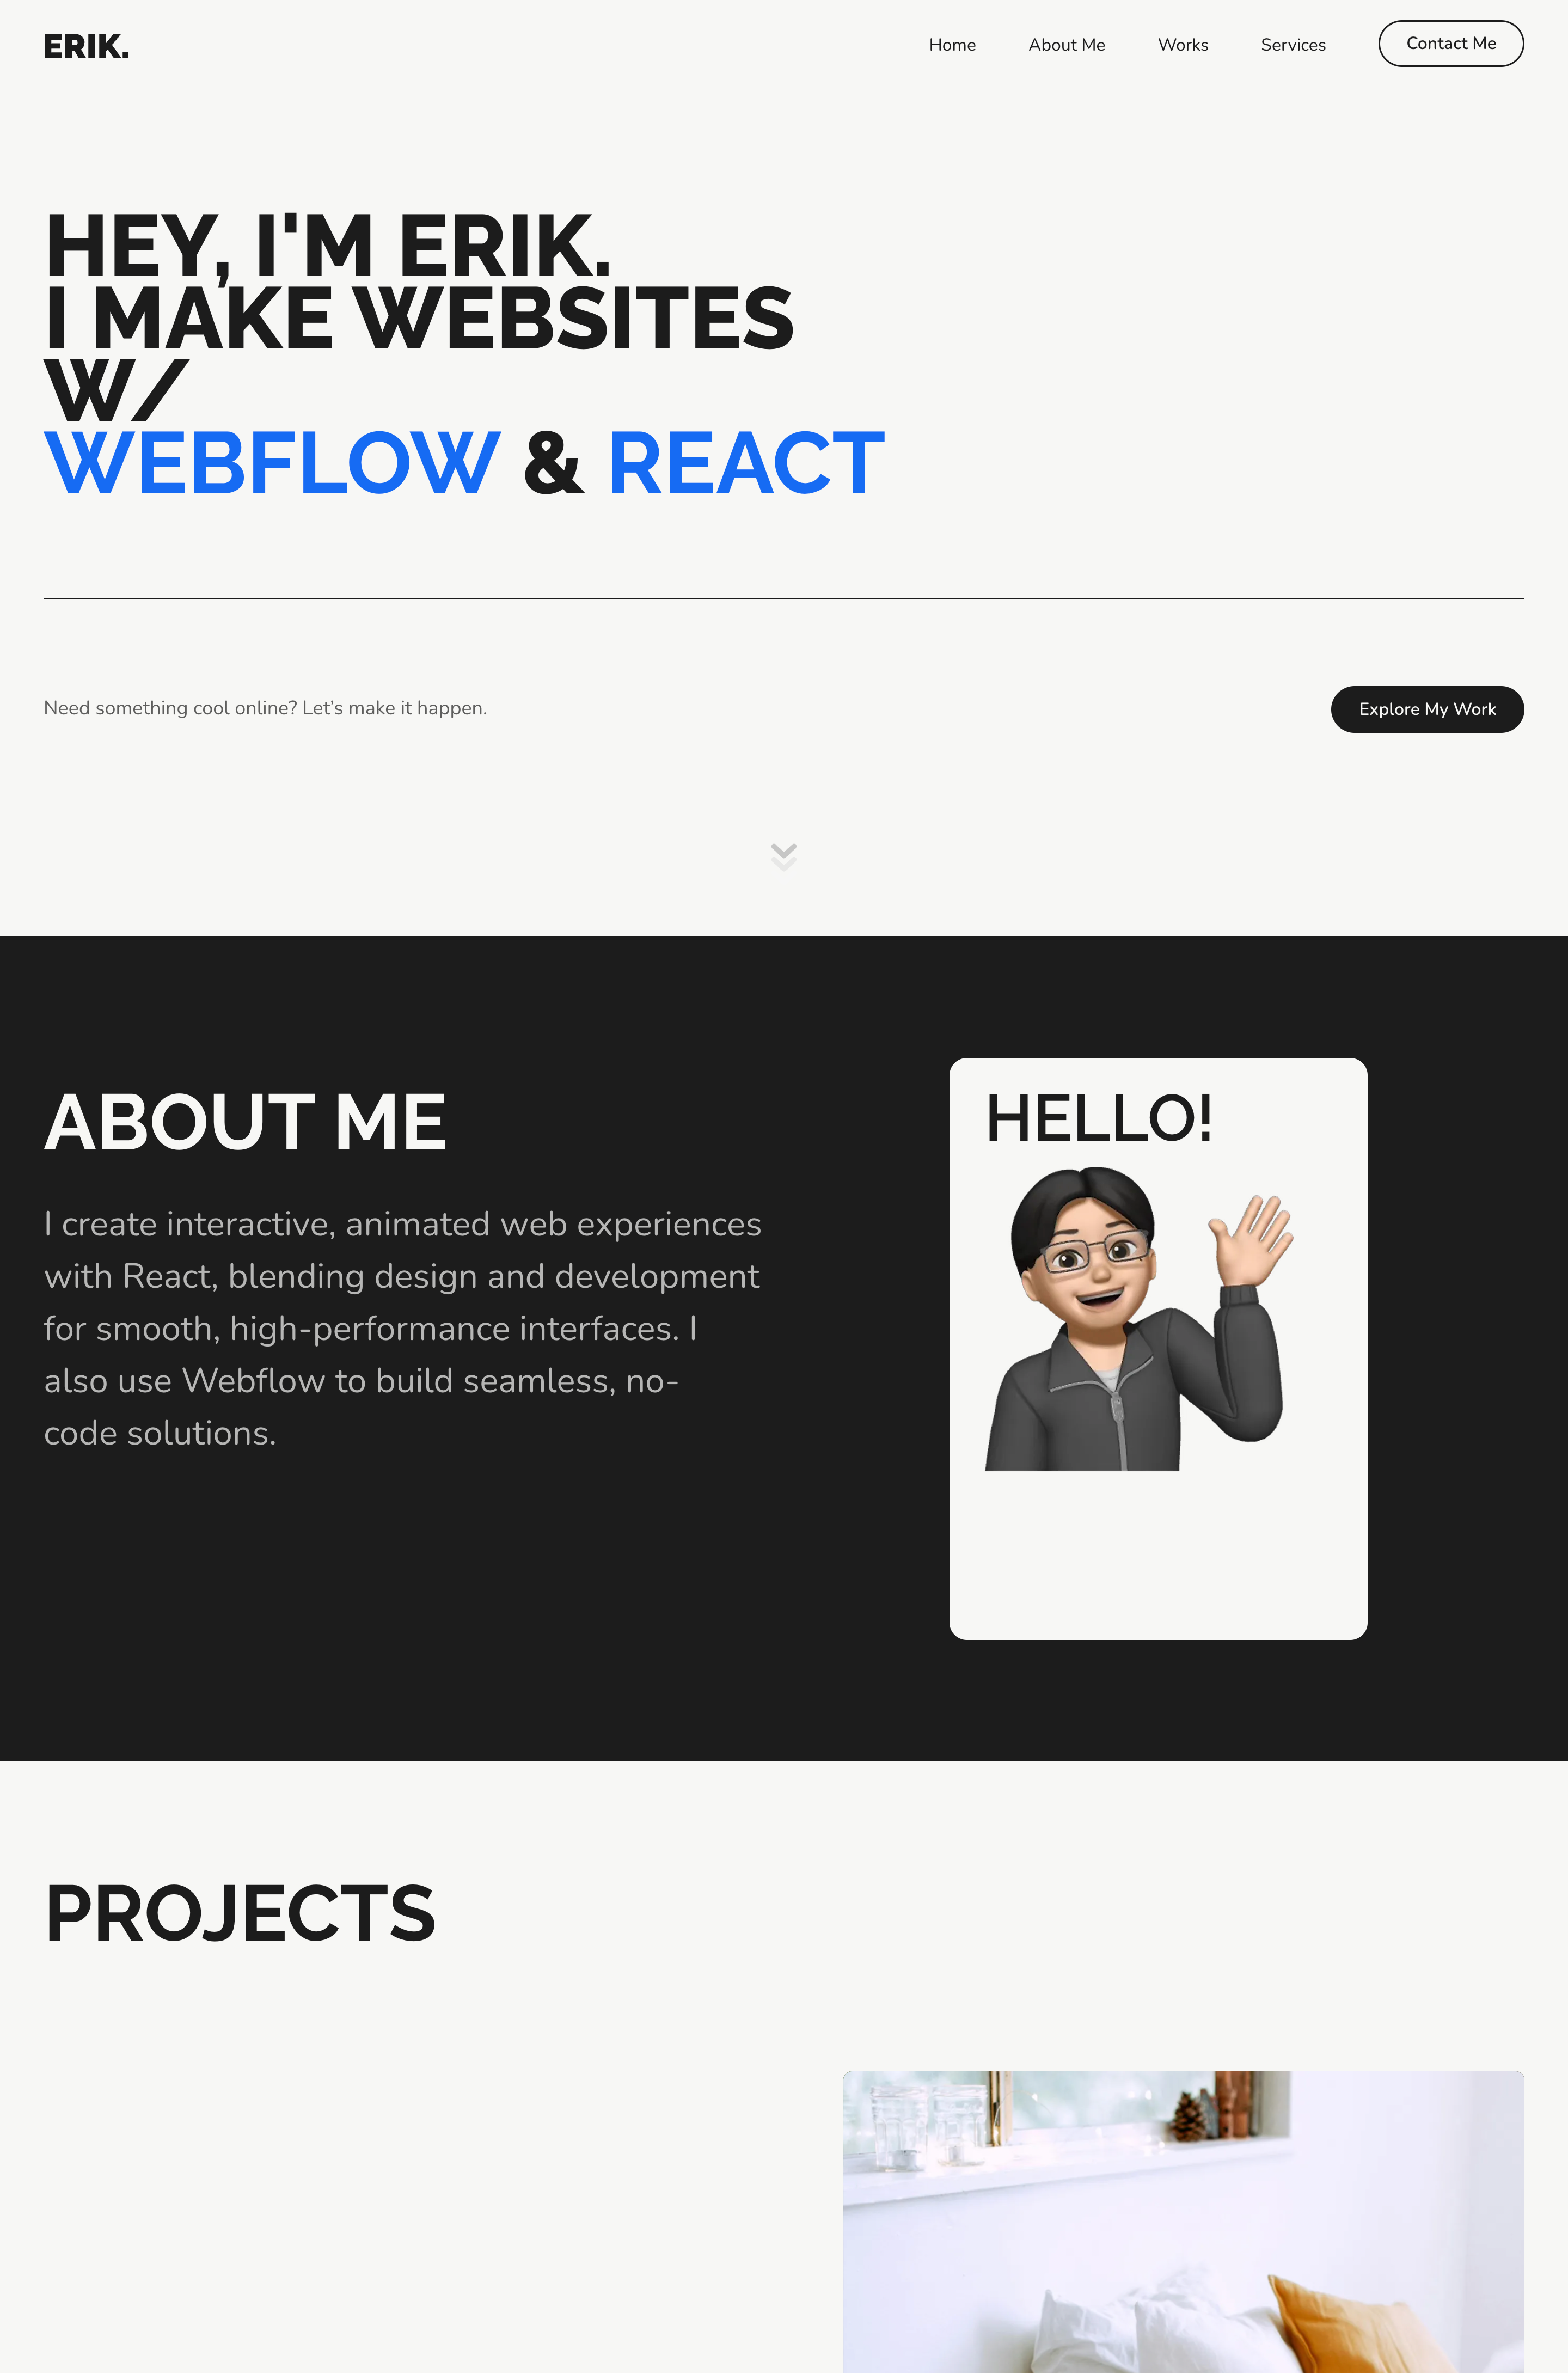 ERIK.
Home
About Me
Works
Services
Contact Me
HEY, I'M ERIK.
I MAKE WEBSITES
W/
WEBFLOW & REACT
Need something cool online? Let’s make it happen.
Explore My Work
ABOUT ME
I create interactive, animated web experiences
with React, blending design and development
for smooth, high-performance interfaces. I
also use Webflow to build seamless, no-
code solutions.
HELLO!
PROJECTS